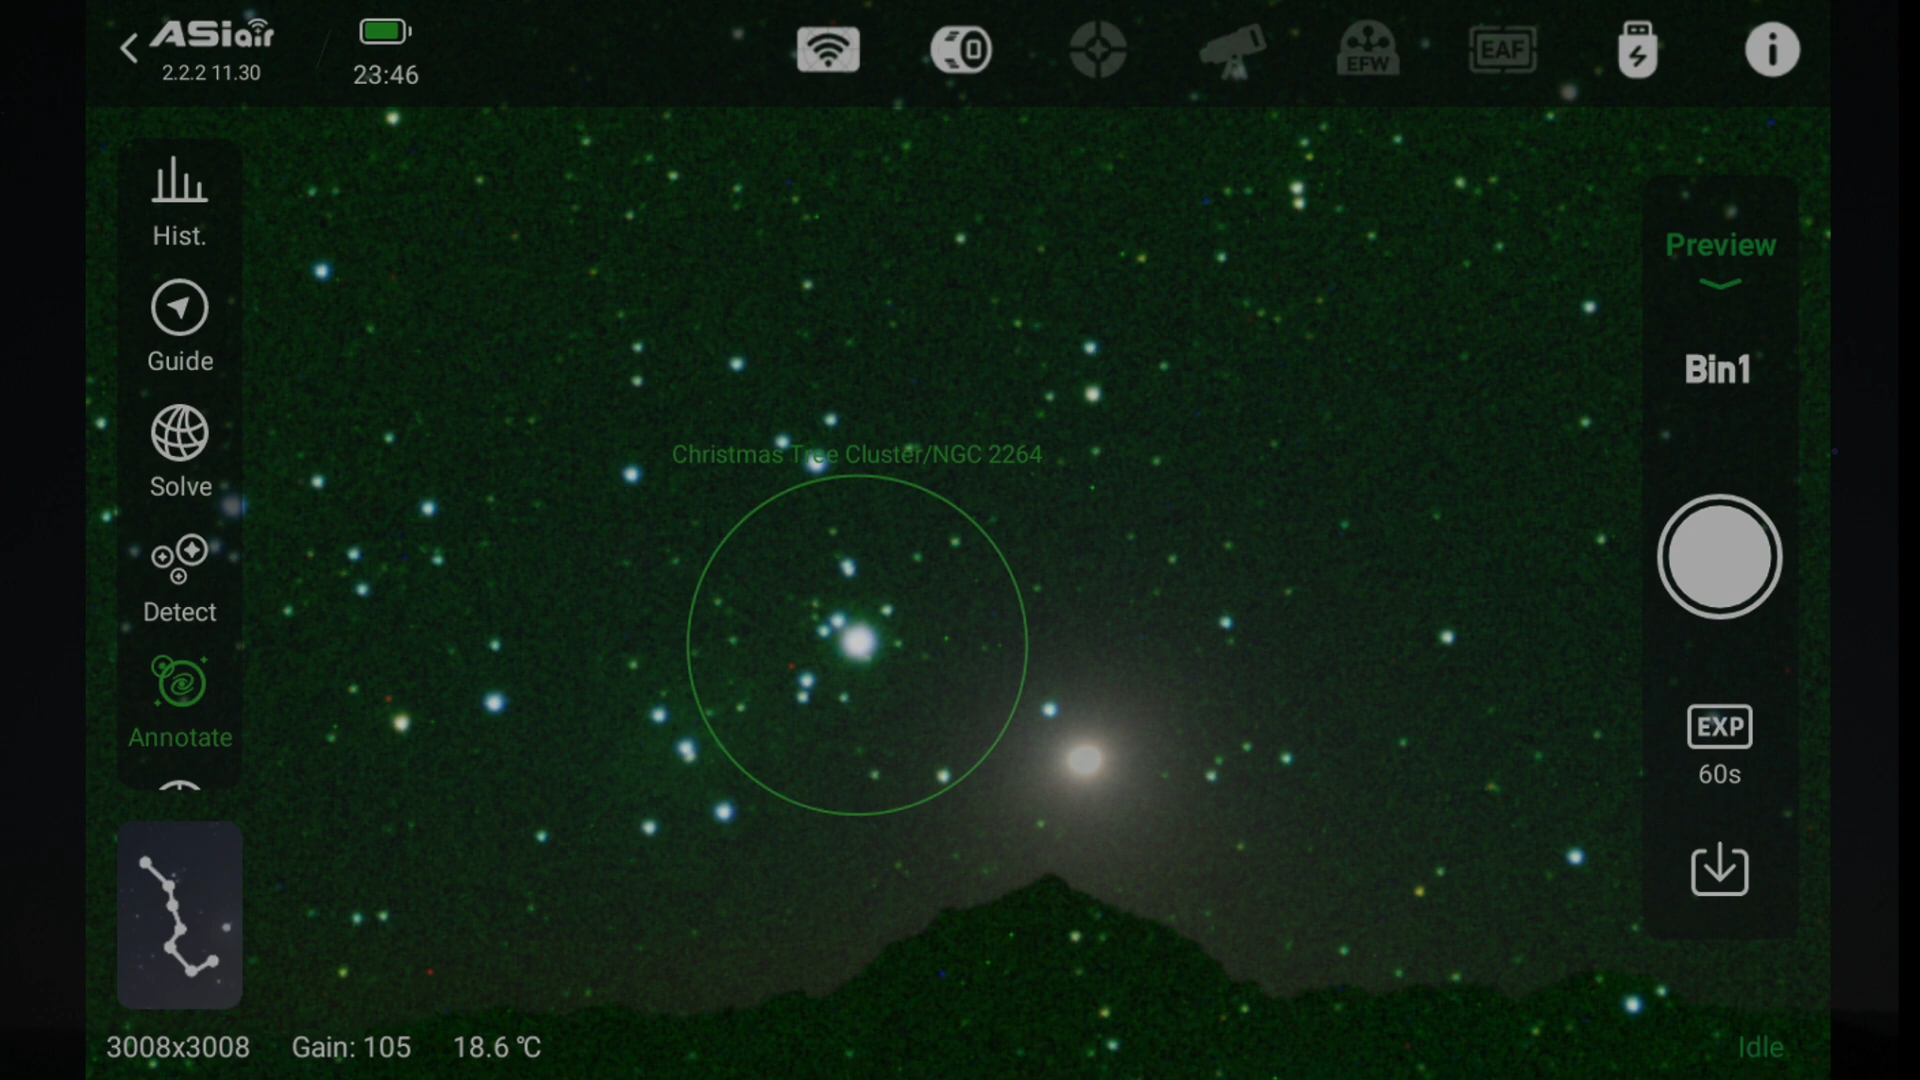 ASiair
2.2.2 11.30
23:46
EFW
EAF
Hist.
Guide
Solve
Detect
Annotate
Christmas Tree Cluster/NGC 2264
Preview
Bin1
EXP
60s
3008x3008 Gain: 105 18.6 ℃
Idle